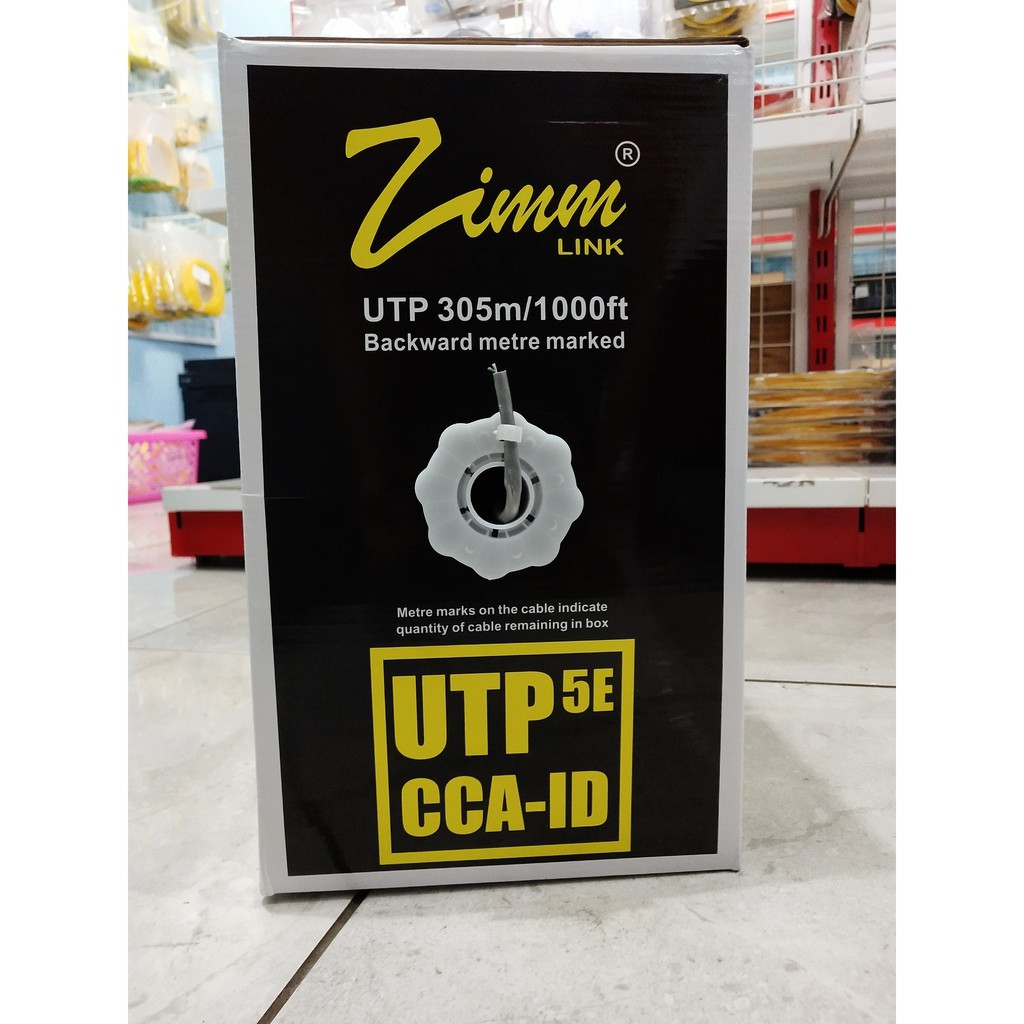 Zimm®
LINK
UTP 305m/1000ft
Backward metre marked
Metre marks on the cable indicate
quantity of cable remaining in box
UTP 5E
CCA-ID